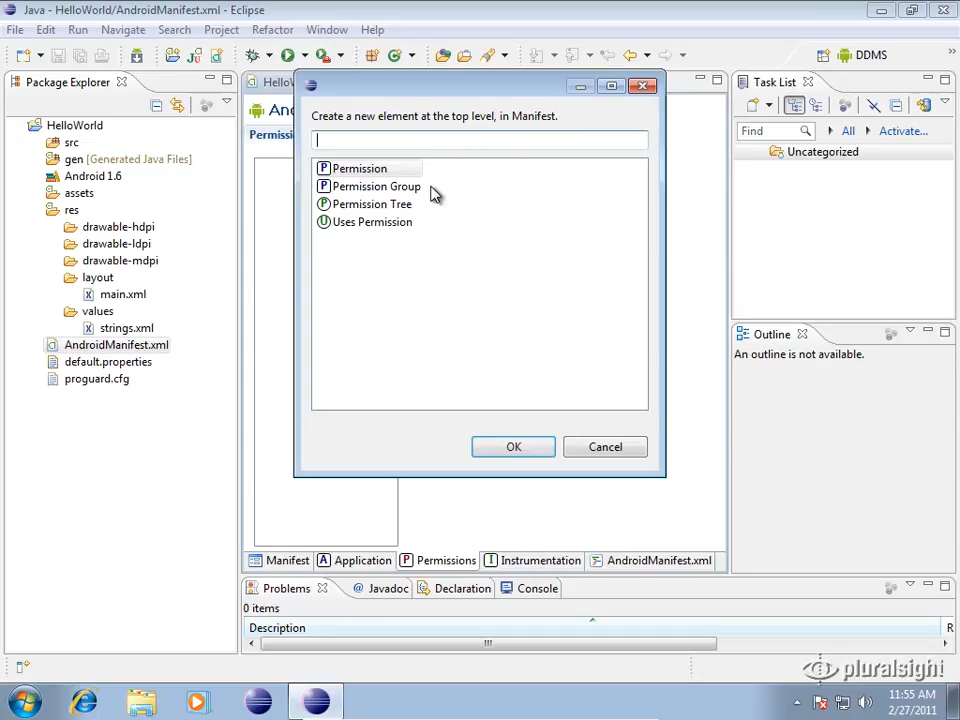 Java - HelloWorld/AndroidManifest.xml - Eclipse
File Edit Run Navigate Search Project Refactor Window Help
DDMS
Package Explorer
HelloWorld
src
gen [Generated Java Files]
Android 1.6
assets
res
drawable-hdpi
drawable-ldpi
drawable-mdpi
layout
main.xml
values
strings.xml
AndroidManifest.xml
default.properties
proguard.cfg
Create a new element at the top level, in Manifest.
P Permission
P Permission Group
P Permission Tree
U Uses Permission
OK Cancel
Manifest A Application P Permissions I Instrumentation AndroidManifest.xml
Problems @ Javadoc Declaration Console
0 items
Description R
Task List
Find All Activate...
Uncategorized
Outline
An outline is not available.
pluralsight
11:55 AM
2/27/2011